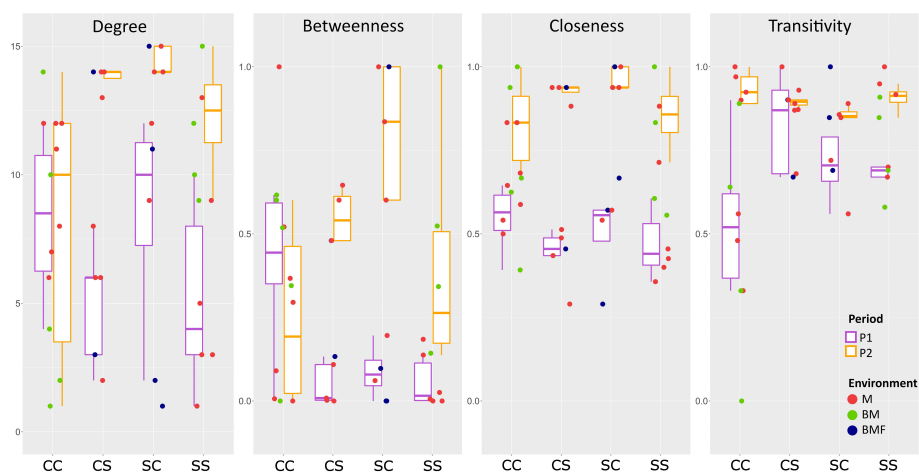 Degree
Betweenness
Closeness
Transitivity
15
10
5
0
1.0
0.5
0.0
1.0
0.5
0.0
1.0
0.5
0.0
CC CS SC SS
CC CS SC SS
CC CS SC SS
CC CS SC SS
Period
P1
P2
Environment
M
BM
BMF